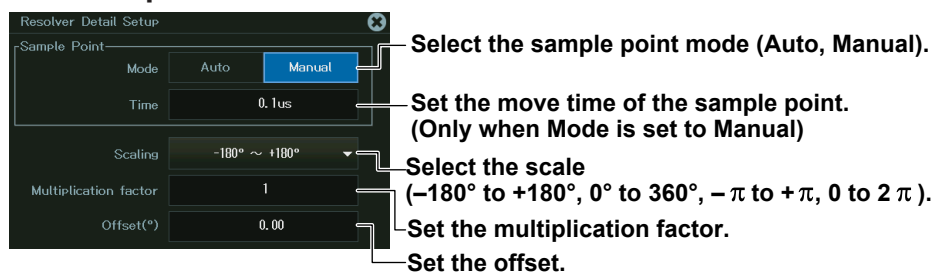 Resolver Detail Setup
Sample Point
Mode Auto Manual
Select the sample point mode (Auto, Manual).
Time 0.1us
Set the move time of the sample point.
(Only when Mode is set to Manual)
Scaling -180° ~ +180°
Select the scale
(–180° to +180°, 0° to 360°, – π to + π, 0 to 2 π ).
Multiplication factor 1
Set the multiplication factor.
Offset(°) 0.00
Set the offset.